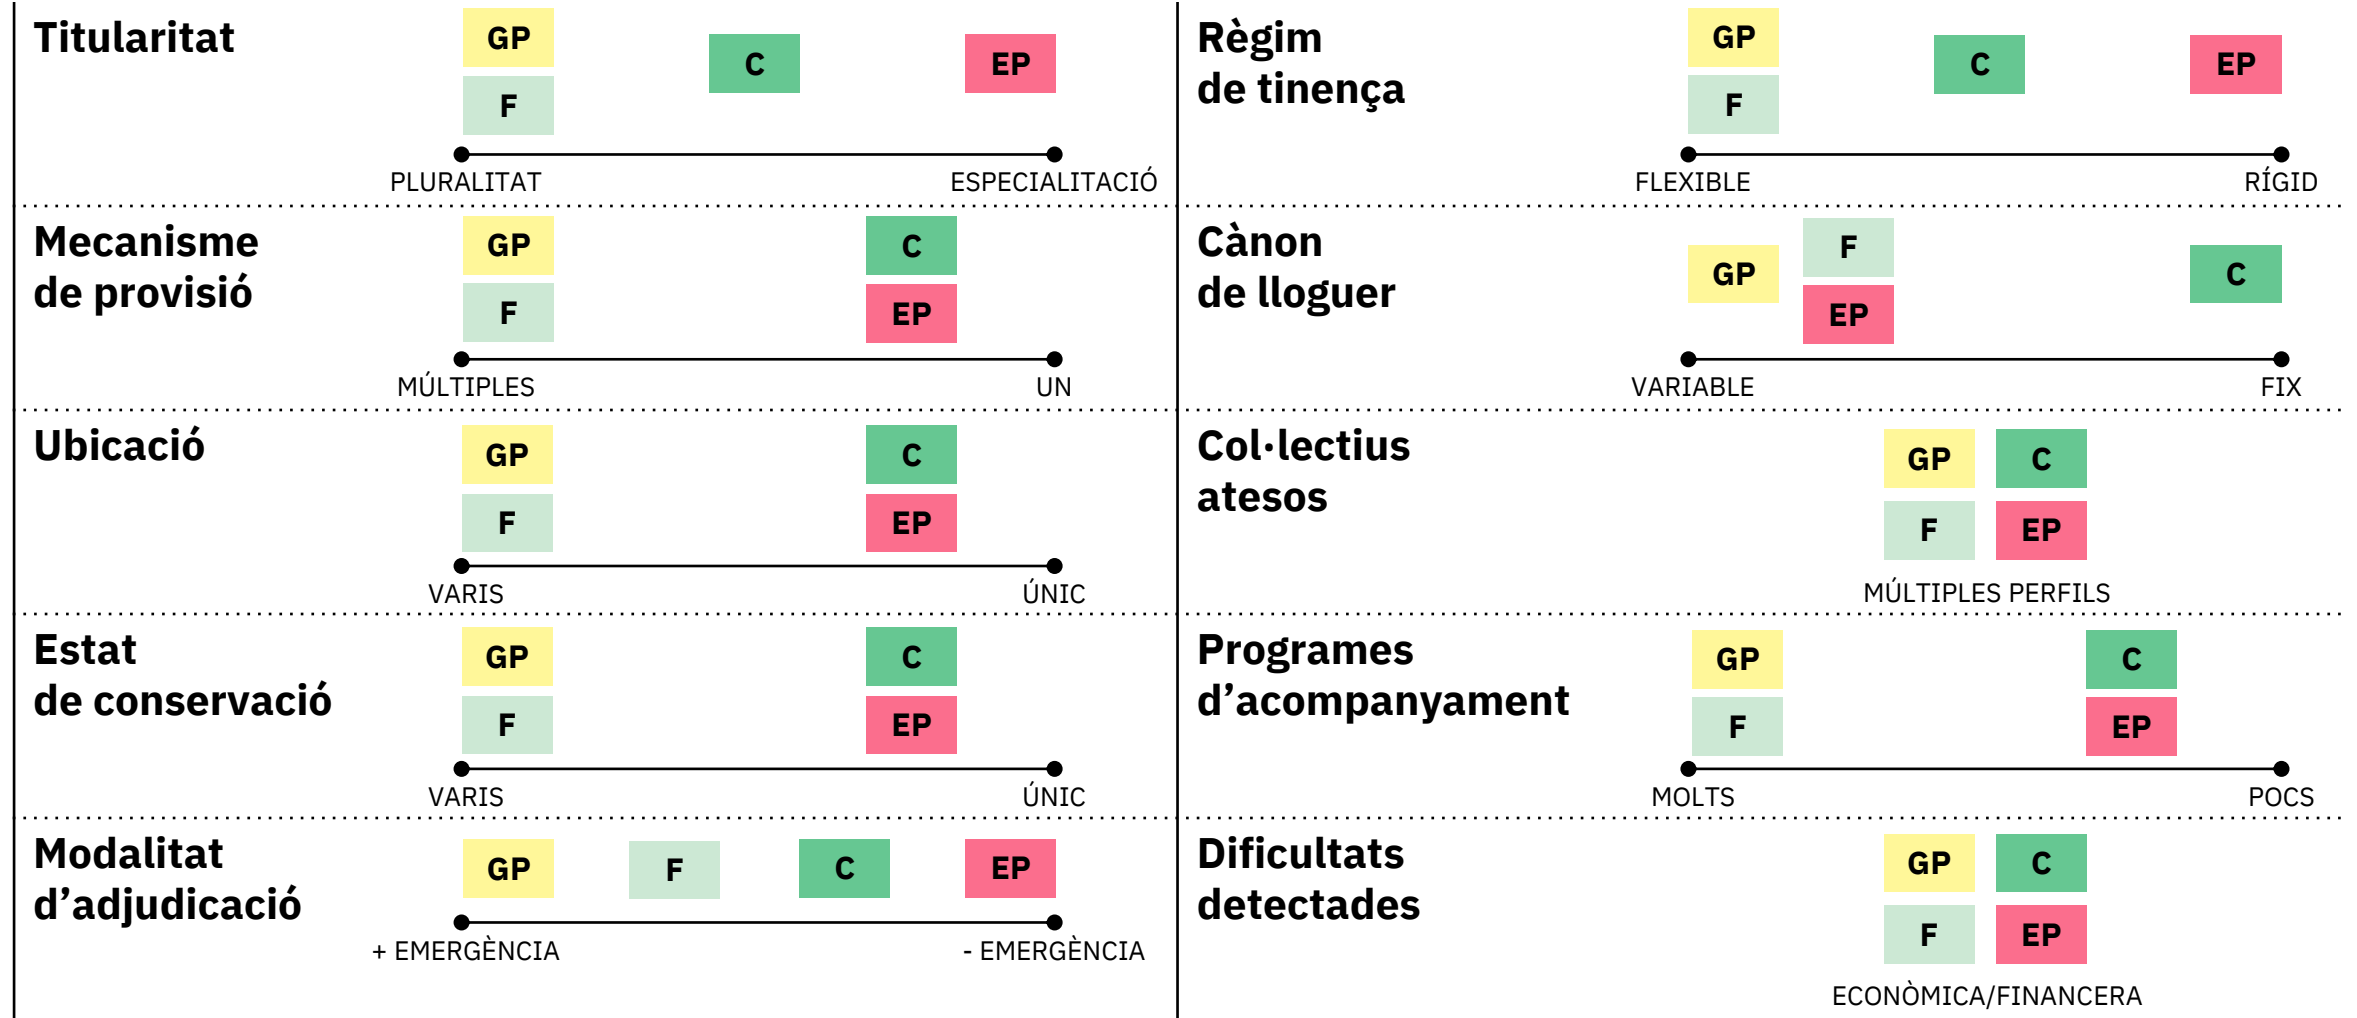 Titularitat
GP
F
C
EP
PLURALITAT
ESPECIALITACIÓ
Mecanisme
de provisió
GP
F
C
EP
MÚLTIPLES
UN
Ubicació
GP
F
C
EP
VARIS
ÚNIC
Estat
de conservació
GP
F
C
EP
VARIS
ÚNIC
Modalitat
d’adjudicació
GP
F
C
EP
+ EMERGÈNCIA
- EMERGÈNCIA
Règim
de tinença
GP
F
C
EP
FLEXIBLE
RÍGID
Cànon
de lloguer
GP
F
EP
C
VARIABLE
FIX
Col·lectius
atesos
GP
C
F
EP
MÚLTIPLES PERFILS
Programes
d’acompanyament
GP
F
C
EP
MOLTS
POCS
Dificultats
detectades
GP
C
F
EP
ECONÒMICA/FINANCERA